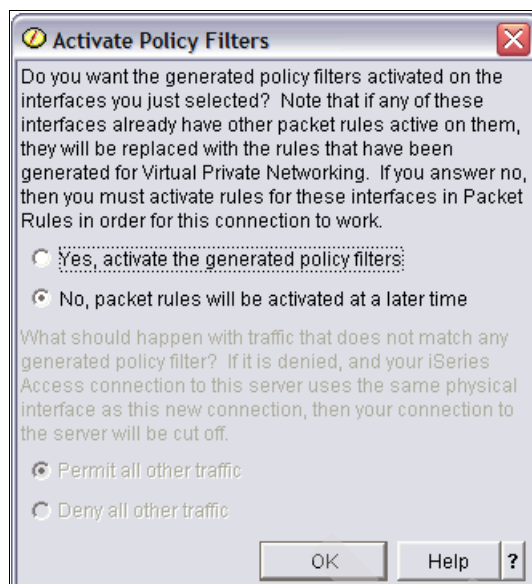 Activate Policy Filters
Do you want the generated policy filters activated on the
interfaces you just selected? Note that if any of these
interfaces already have other packet rules active on them,
they will be replaced with the rules that have been
generated for Virtual Private Networking. If you answer no,
then you must activate rules for these interfaces in Packet
Rules in order for this connection to work.
Yes, activate the generated policy filters
No, packet rules will be activated at a later time
What should happen with traffic that does not match any
generated policy filter? If it is denied, and your iSeries
Access connection to this server uses the same physical
interface as this new connection, then your connection to
the server will be cut off.
Permit all other traffic
Deny all other traffic
OK Help ?